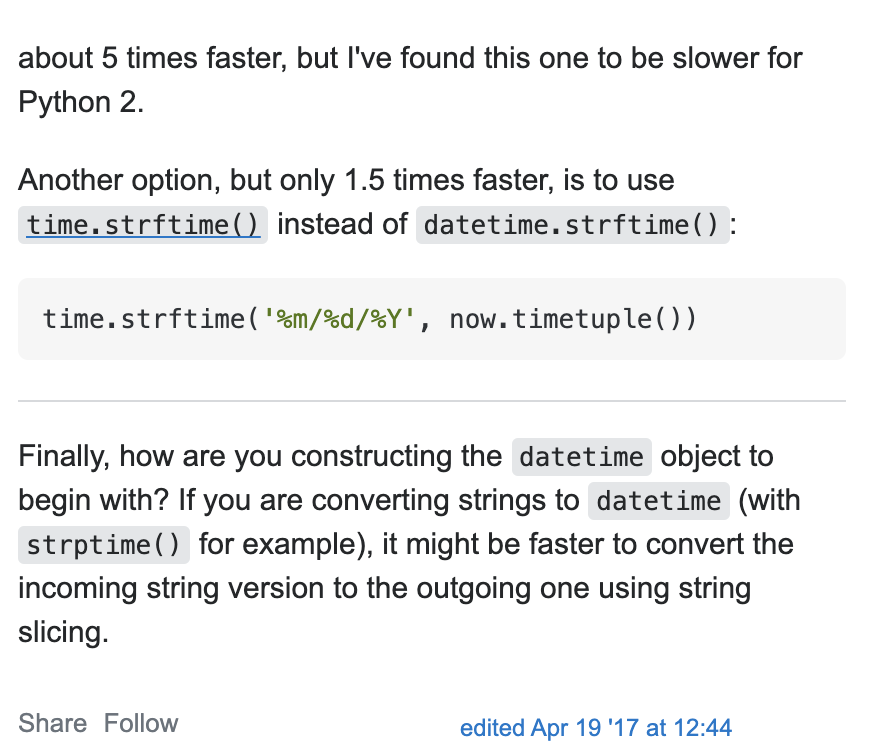 about 5 times faster, but I've found this one to be slower for
Python 2.
Another option, but only 1.5 times faster, is to use
time.strftime() instead of datetime.strftime():
time.strftime('%m/%d/%Y', now.timetuple())
Finally, how are you constructing the datetime object to
begin with? If you are converting strings to datetime (with
strptime() for example), it might be faster to convert the
incoming string version to the outgoing one using string
slicing.
Share Follow edited Apr 19 '17 at 12:44